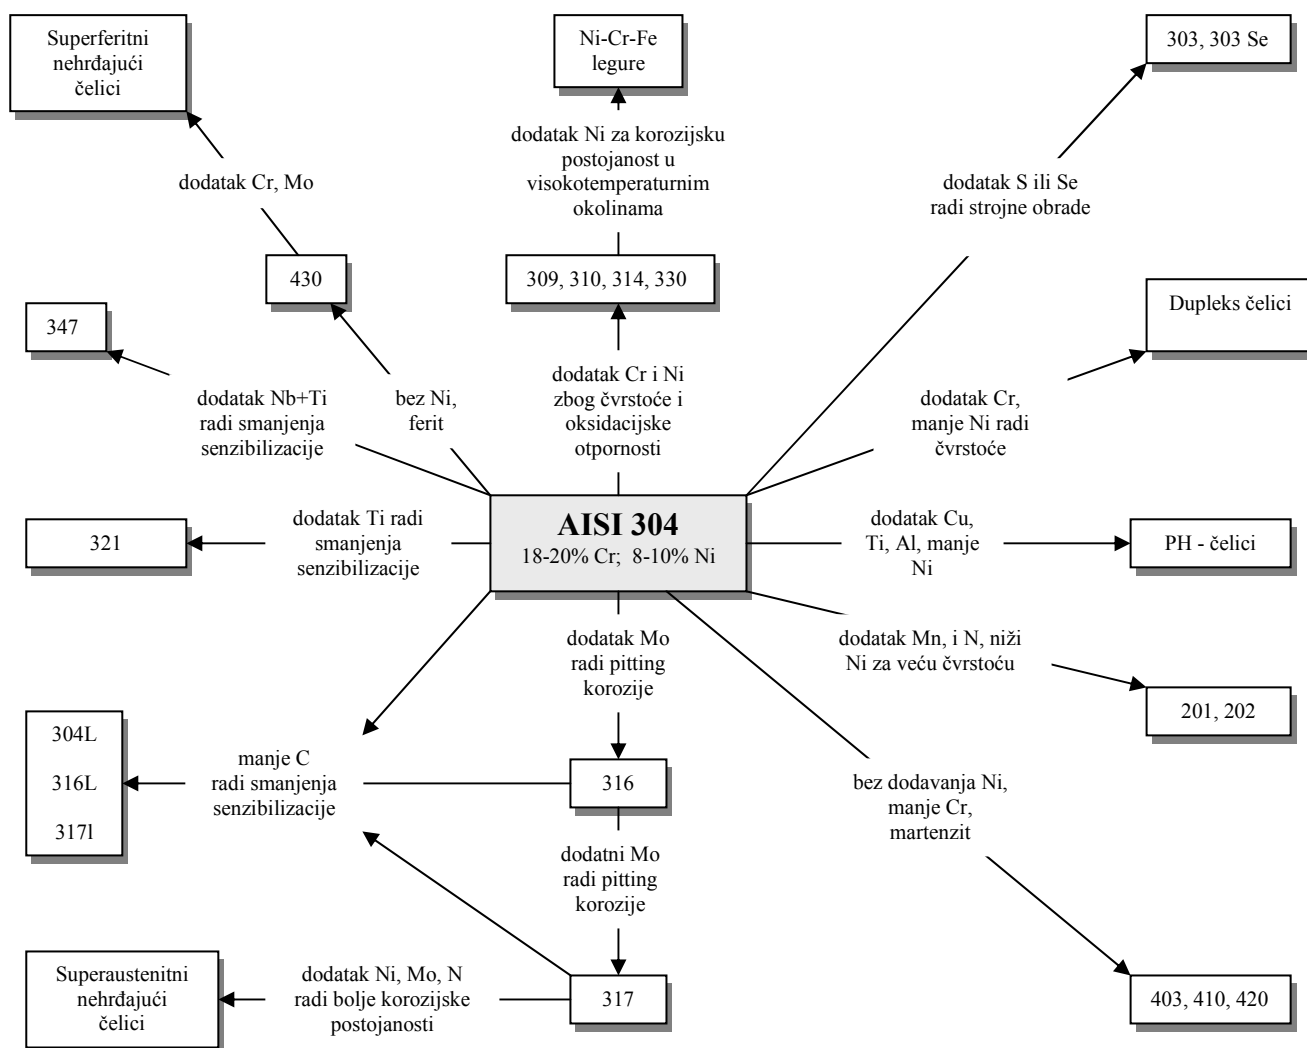 Superferitni
nehrđajući
čelici
Ni-Cr-Fe
legure
303, 303 Se
dodatak Ni za korozijsku
postojanost u
visokotemperaturnim
okolinama
dodatak Cr, Mo
dodatak S ili Se
radi strojne obrade
430
309, 310, 314, 330
Dupleks čelici
347
dodatak Nb+Ti
radi smanjenja
senzibilizacije
bez Ni,
ferit
dodatak Cr i Ni
zbog čvrstoće i
oksidacijske
otpornosti
dodatak Cr,
manje Ni radi
čvrstoće
321
dodatak Ti radi
smanjenja
senzibilizacije
AISI 304
18-20% Cr; 8-10% Ni
dodatak Cu,
Ti, Al, manje
Ni
PH - čelici
dodatak Mo
radi pitting
korozije
dodatak Mn, i N, niži
Ni za veću čvrstoću
201, 202
304L
316L
317l
manje C
radi smanjenja
senzibilizacije
316
bez dodavanja Ni,
manje Cr,
martenzit
dodatni Mo
radi pitting
korozije
Superaustenitni
nehrđajući
čelici
dodatak Ni, Mo, N
radi bolje korozijske
postojanosti
317
403, 410, 420